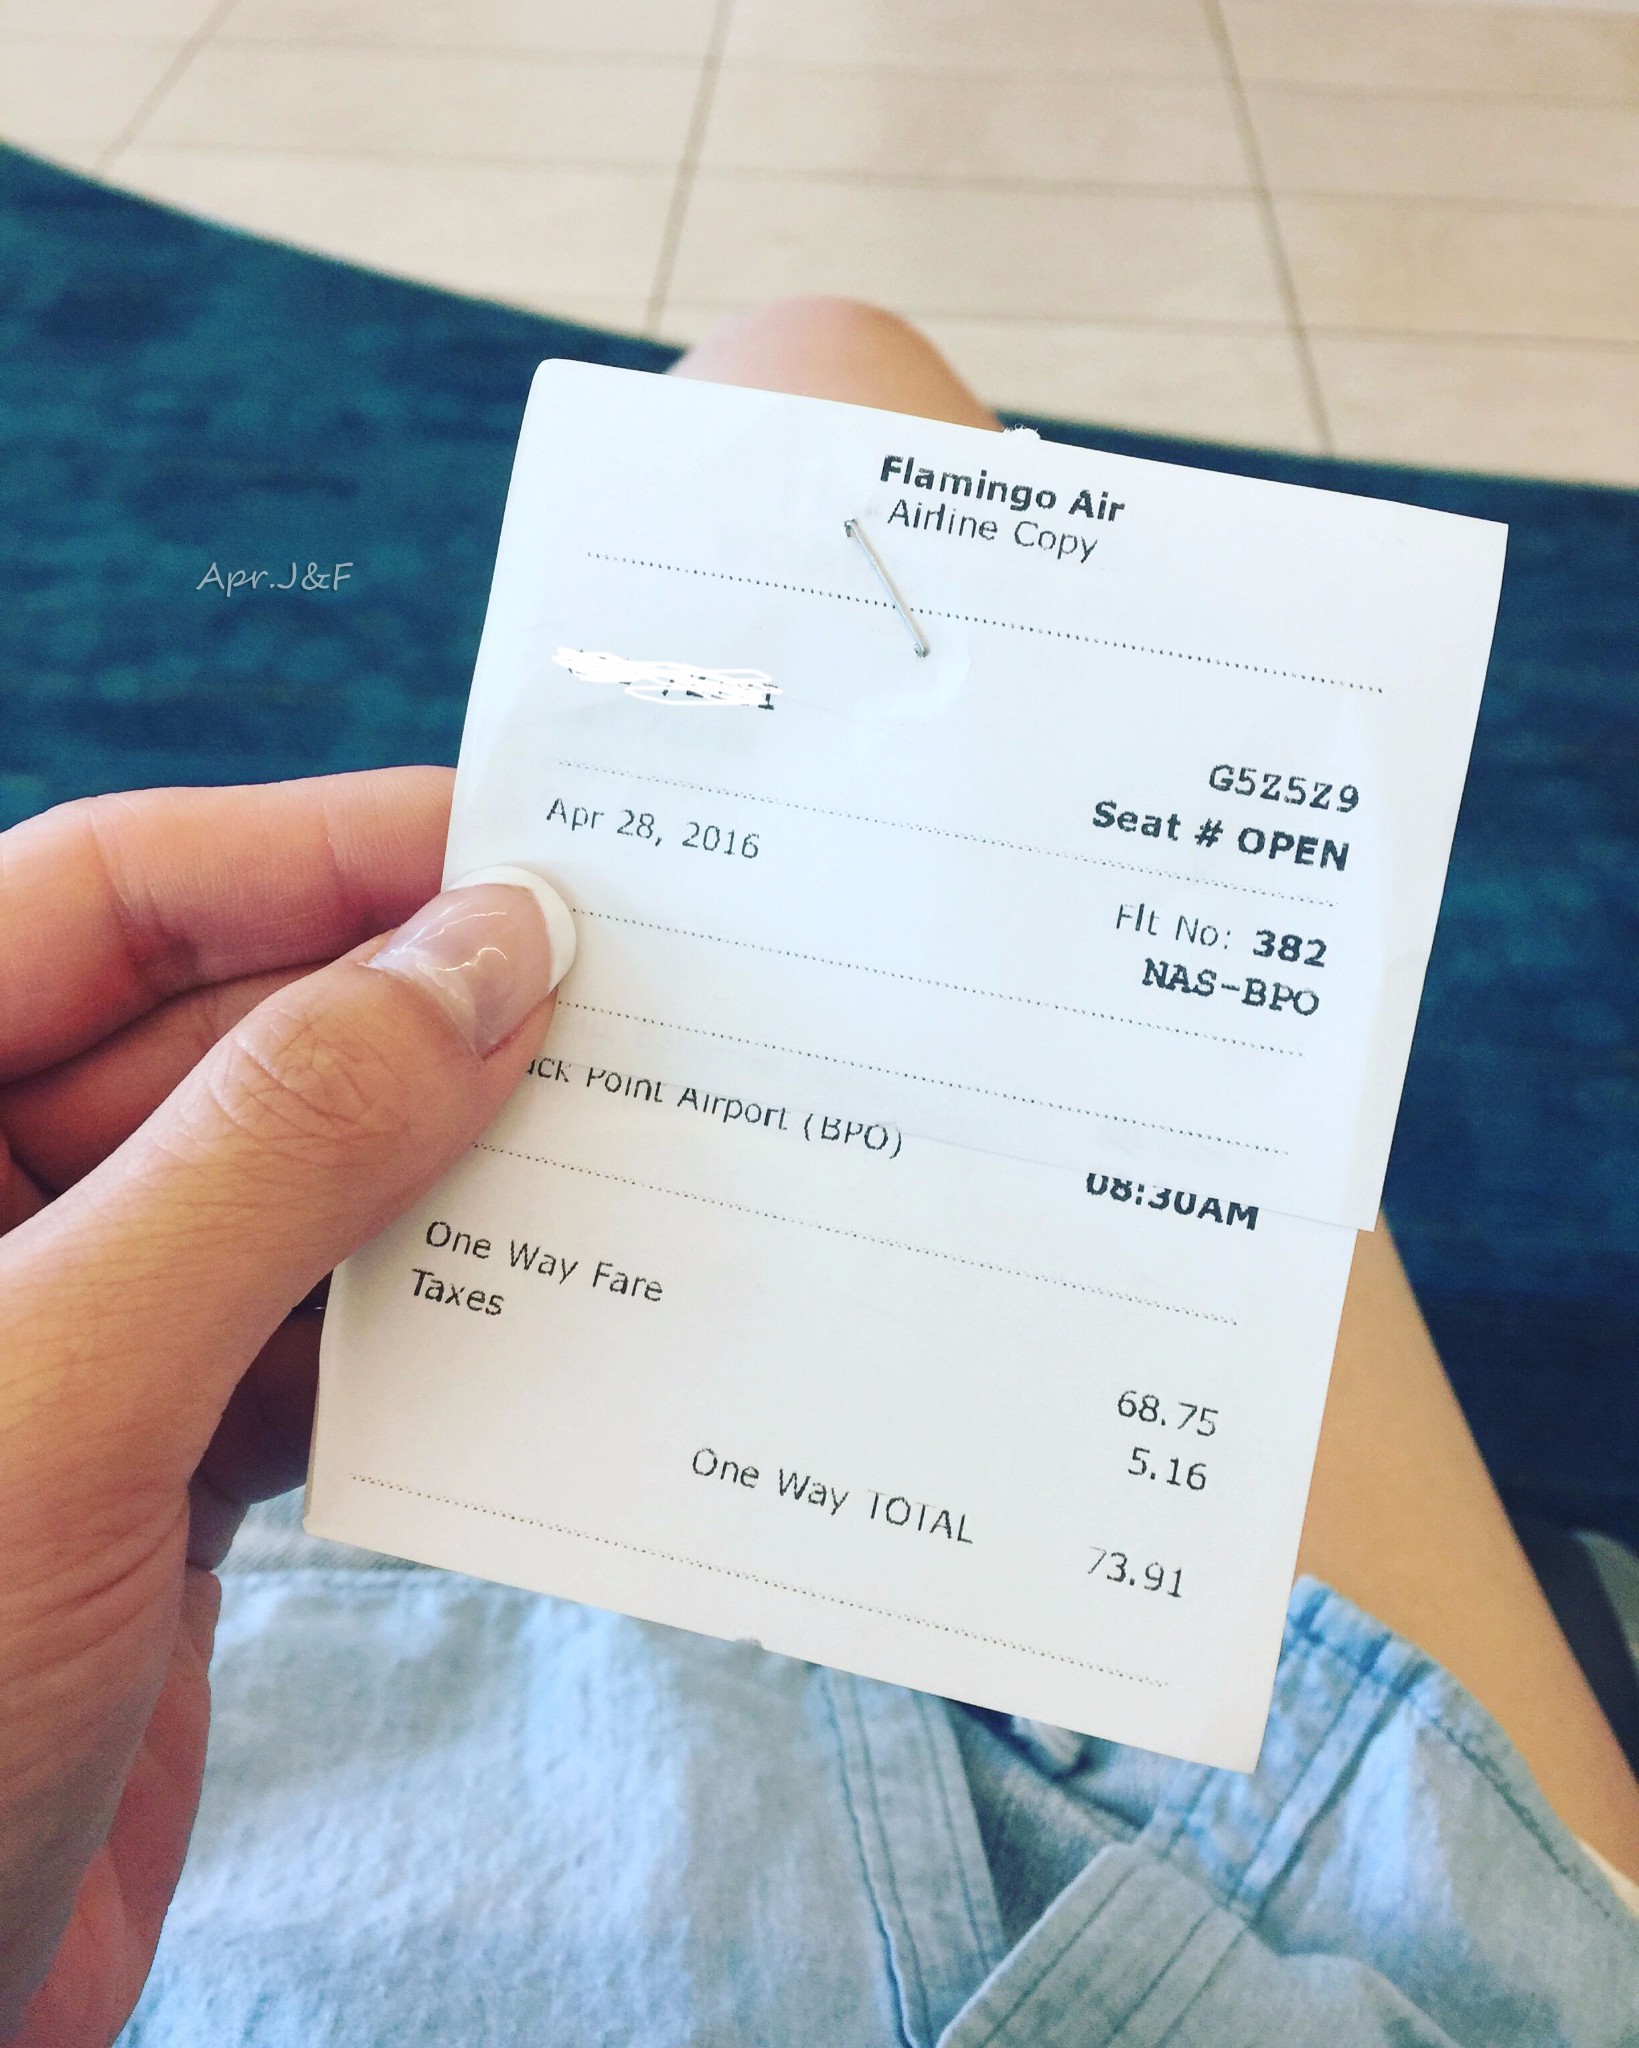 Flamingo Air
Airline Copy
Apr.J&F
G5Z5Z9
Seat # OPEN
Apr 28, 2016
Flt No: 382
NAS-BPO
Point Airport (BPO)
08:30AM
One Way Fare
Taxes
68.75
5.16
One Way TOTAL
73.91